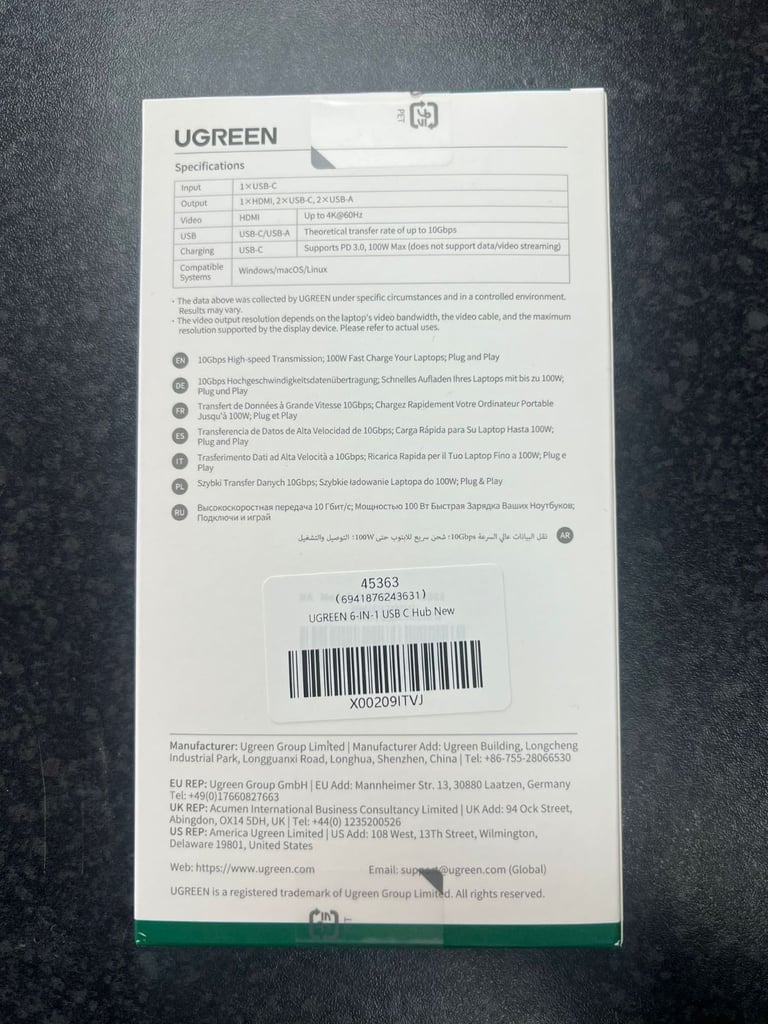 PET
UGREEN
Specifications
Input 1×USB-C
Output 1×HDMI, 2×USB-C, 2×USB-A
Video HDMI Up to 4K@60Hz
USB USB-C/USB-A Theoretical transfer rate of up to 10Gbps
Charging USB-C Supports PD 3.0, 100W Max (does not support data/video streaming)
Compatible
Systems Windows/macOS/Linux
· The data above was collected by UGREEN under specific circumstances and in a controlled environment.
Results may vary.
· The video output resolution depends on the laptop's video bandwidth, the video cable, and the maximum
resolution supported by the display device. Please refer to actual uses.
EN 10Gbps High-speed Transmission; 100W Fast Charge Your Laptops; Plug and Play
DE 10Gbps Hochgeschwindigkeitsdatenübertragung; Schnelles Aufladen Ihres Laptops mit bis zu 100W;
Plug und Play
FR Transfert de Données à Grande Vitesse 10Gbps; Chargez Rapidement Votre Ordinateur Portable
Jusqu'à 100W; Plug et Play
ES Transferencia de Datos de Alta Velocidad de 10Gbps; Carga Rápida para Su Laptop Hasta 100W;
Plug and Play
IT Trasferimento Dati ad Alta Velocità a 10Gbps; Ricarica Rapida per il Tuo Laptop Fino a 100W; Plug e
Play
PL Szybki Transfer Danych 10Gbps; Szybkie ładowanie Laptopa do 100W; Plug & Play
RU Высокоскоростная передача 10 Гбит/с; Мощностью 100 Вт Быстрая Зарядка Ваших Ноутбуков;
Подключи и играй
AR نقل البيانات عالي السرعة 10Gbps؛ شحن سريع للابتوب حتى 100W؛ التوصيل والتشغيل
45363
(6941876243631)
UGREEN 6-IN-1 USB C Hub New
X00209ITVJ
Manufacturer: Ugreen Group Limited | Manufacturer Add: Ugreen Building, Longcheng
Industrial Park, Longguanxi Road, Longhua, Shenzhen, China | Tel: +86-755-28066530
EU REP: Ugreen Group GmbH | EU Add: Mannheimer Str. 13, 30880 Laatzen, Germany
Tel: +49(0)17660827663
UK REP: Acumen International Business Consultancy Limited | UK Add: 94 Ock Street,
Abingdon, OX14 5DH, UK | Tel: +44(0) 1235200526
US REP: America Ugreen Limited | US Add: 108 West, 13Th Street, Wilmington,
Delaware 19801, United States
Web: https://www.ugreen.com Email: support@ugreen.com (Global)
UGREEN is a registered trademark of Ugreen Group Limited. All rights reserved.